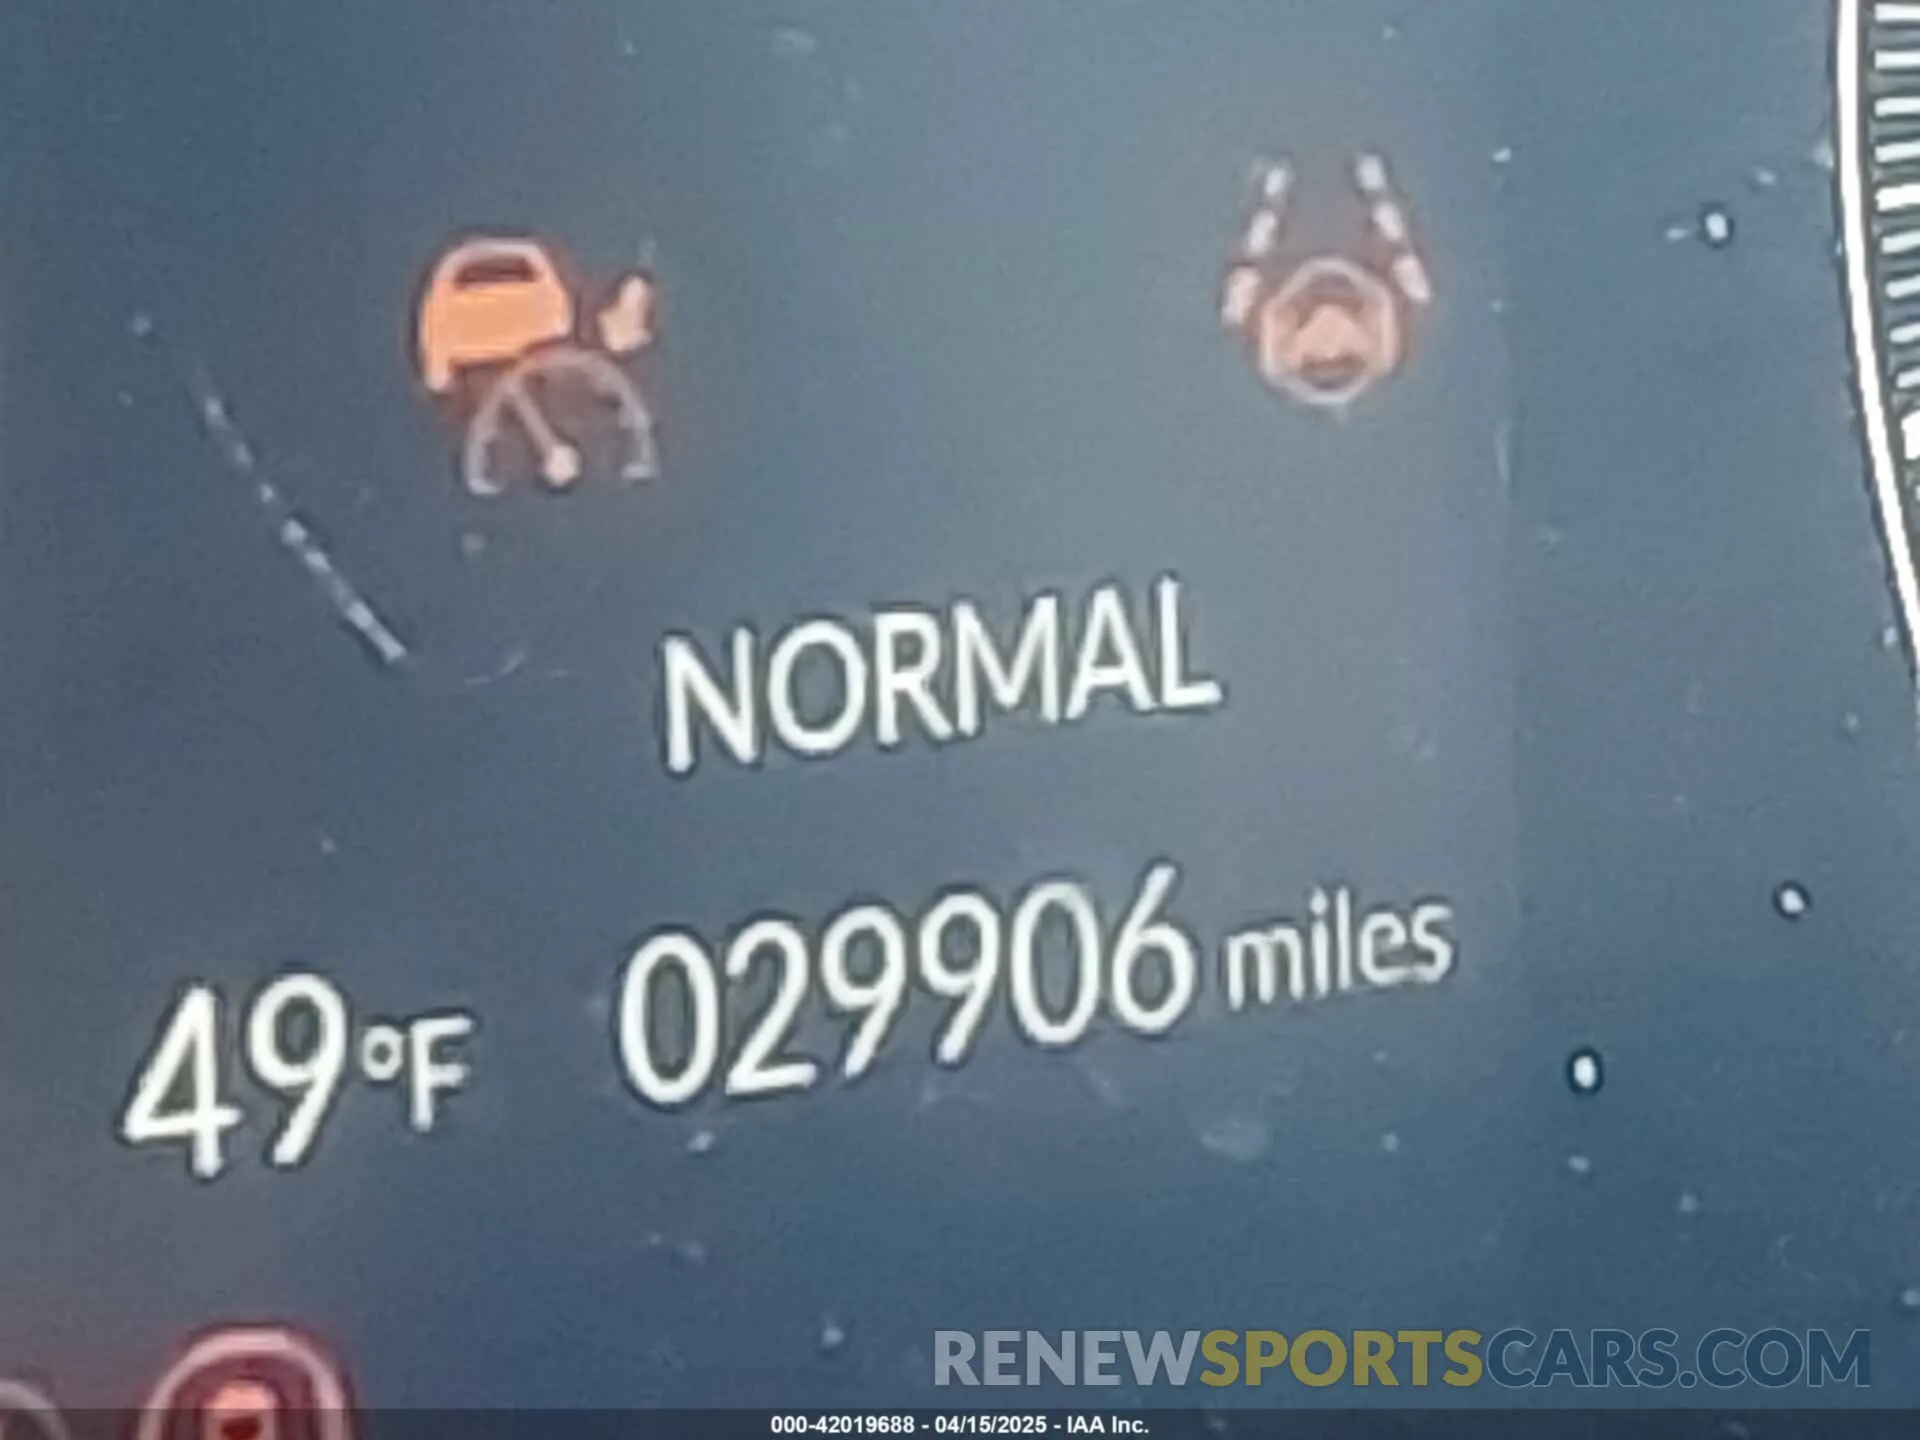 NORMAL
49°F 029906 miles
RENEWSPORTSCARS.COM
000-42019688 - 04/15/2025 - IAA Inc.